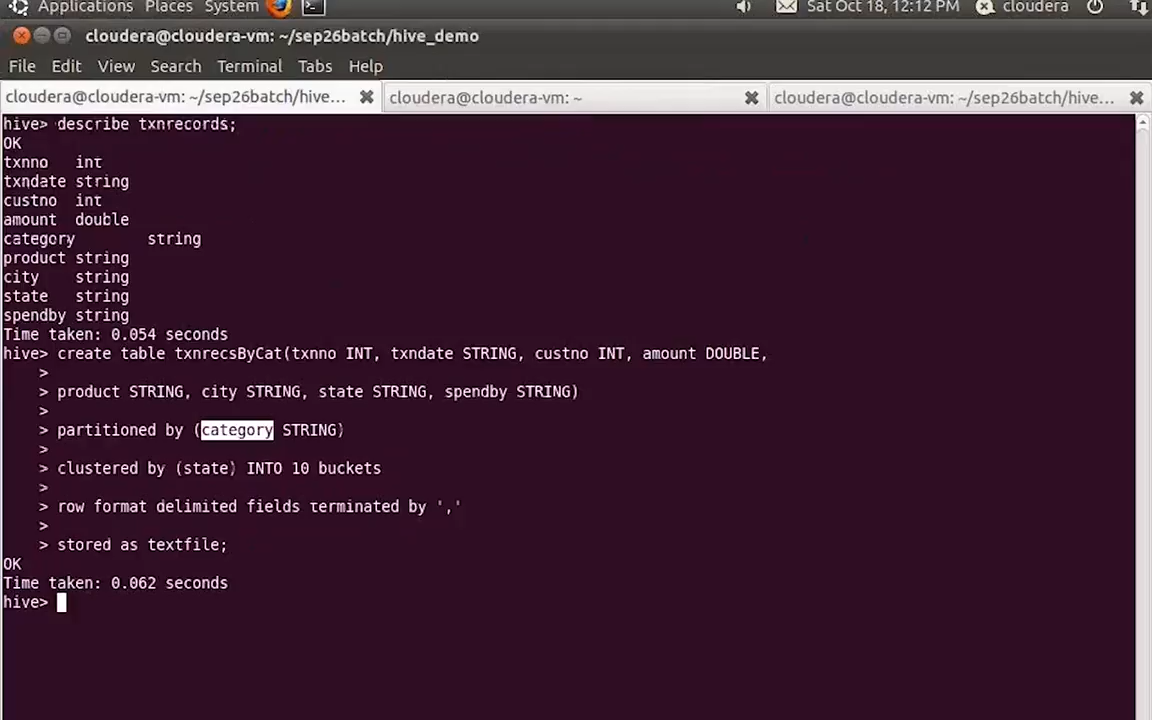 Applications Places System Sat Oct 18, 12:12 PM cloudera
cloudera@cloudera-vm: ~/sep26batch/hive_demo
File Edit View Search Terminal Tabs Help
cloudera@cloudera-vm: ~/sep26batch/hive... cloudera@cloudera-vm: ~ cloudera@cloudera-vm: ~/sep26batch/hive...
hive> describe txnrecords;
OK
txnno int
txndate string
custno int
amount double
category string
product string
city string
state string
spendby string
Time taken: 0.054 seconds
hive> create table txnrecsByCat(txnno INT, txndate STRING, custno INT, amount DOUBLE,
>
> product STRING, city STRING, state STRING, spendby STRING)
>
> partitioned by (category STRING)
>
> clustered by (state) INTO 10 buckets
>
> row format delimited fields terminated by ','
>
> stored as textfile;
OK
Time taken: 0.062 seconds
hive>